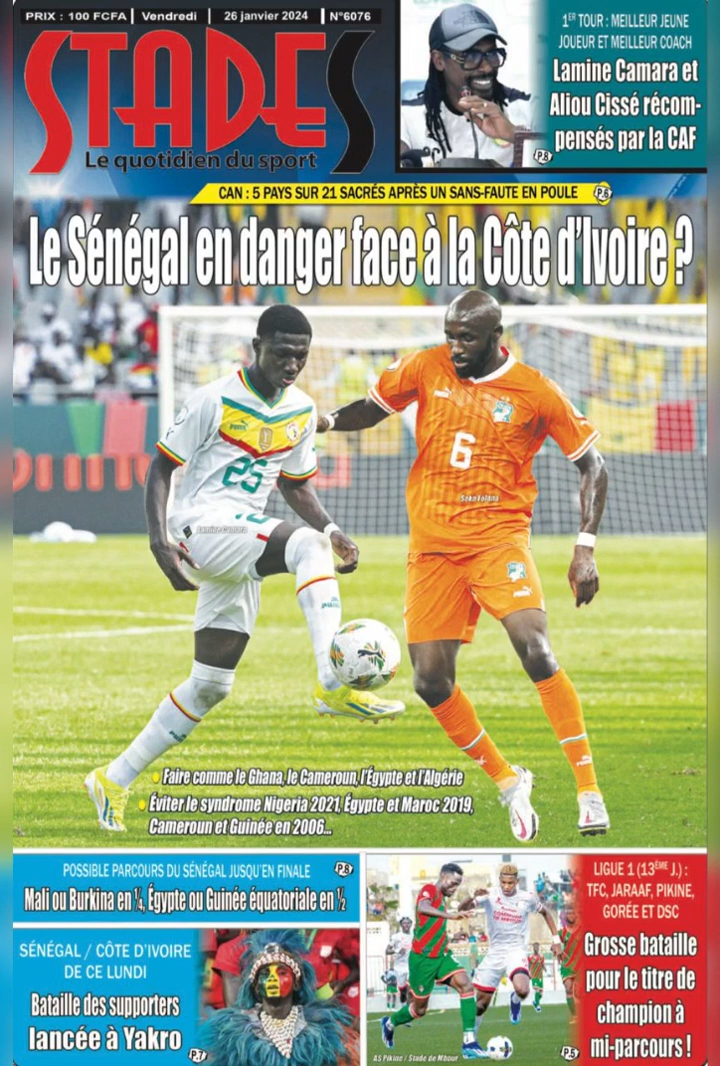 PRIX : 100 FCFA | Vendredi | 26 janvier 2024 | N°6076
STADES
Le quotidien du sport
1ER TOUR : MEILLEUR JEUNE
JOUEUR ET MEILLEUR COACH
Lamine Camara et
Aliou Cissé récom-
pensés par la CAF
P.8
CAN : 5 PAYS SUR 21 SACRÉS APRÈS UN SANS-FAUTE EN POULE P.6
Le Sénégal en danger face à la Côte d'Ivoire ?
PUMA
25
Lamine Camara
6
Seko Fofana
Faire comme le Ghana, le Cameroun, l'Égypte et l'Algérie
Éviter le syndrome Nigeria 2021, Égypte et Maroc 2019,
Cameroun et Guinée en 2006...
POSSIBLE PARCOURS DU SÉNÉGAL JUSQU'EN FINALE P.8
Mali ou Burkina en ¼, Égypte ou Guinée équatoriale en ½
SÉNÉGAL / CÔTE D'IVOIRE
DE CE LUNDI
Bataille des supporters
lancée à Yakro
P.7
AS Pikine / Stade de Mbour
LIGUE 1 (13ÈME J.) :
TFC, JARAAF, PIKINE,
GORÉE ET DSC
Grosse bataille
pour le titre de
champion à
mi-parcours !
P.5